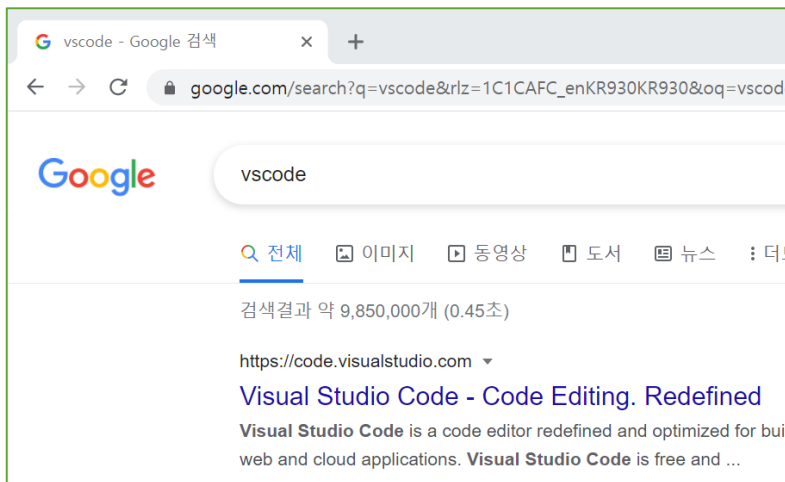 vscode - Google 검색
google.com/search?q=vscode&rlz=1C1CAFC_enKR930KR930&oq=vscod
Google vscode
전체 이미지 동영상 도서 뉴스
검색결과 약 9,850,000개 (0.45초)
https://code.visualstudio.com
Visual Studio Code - Code Editing. Redefined
Visual Studio Code is a code editor redefined and optimized for bui
web and cloud applications. Visual Studio Code is free and ...